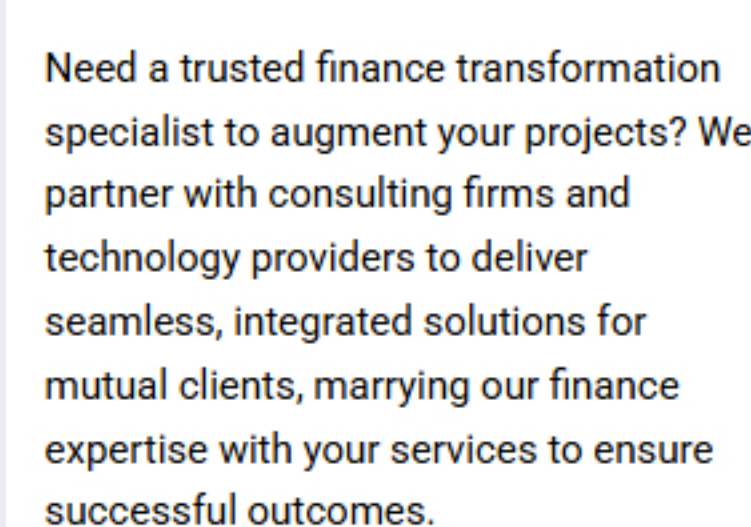 Need a trusted finance transformation
specialist to augment your projects? We
partner with consulting firms and
technology providers to deliver
seamless, integrated solutions for
mutual clients, marrying our finance
expertise with your services to ensure
successful outcomes.